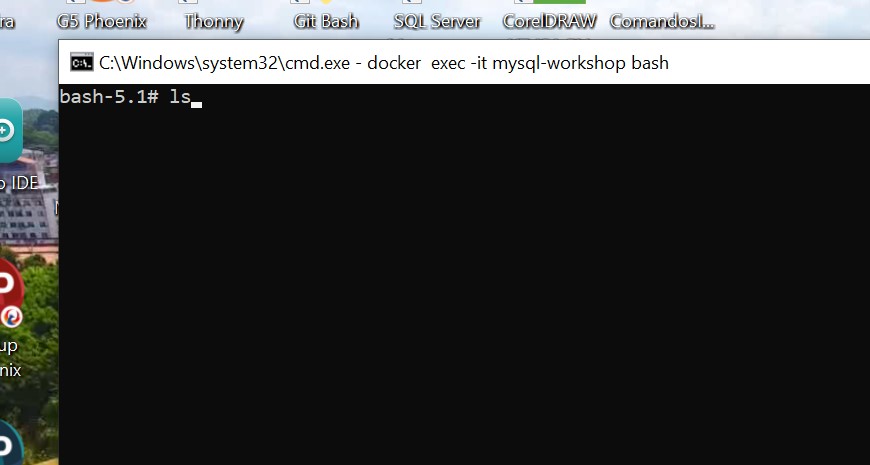 ra G5 Phoenix Thonny Git Bash SQL Server CorelDRAW ComandosI...
C:\Windows\system32\cmd.exe - docker  exec -it mysql-workshop bash
bash-5.1# ls
o IDE
up
nix